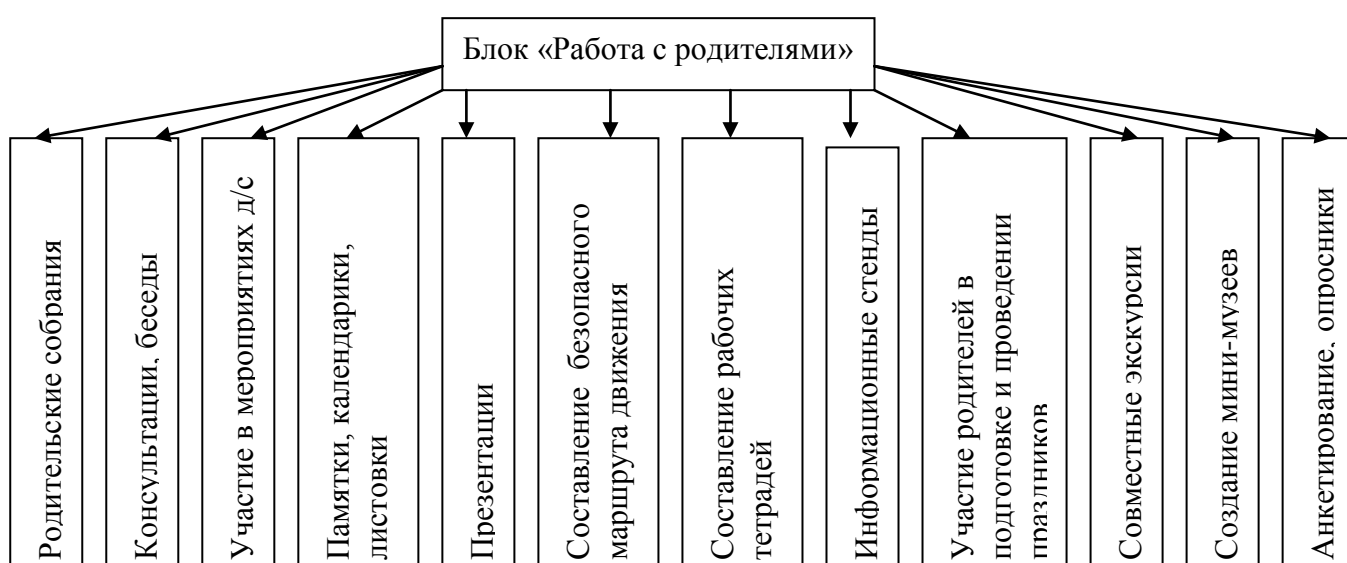 Блок «Работа с родителями»
Родительские собрания
Консультации, беседы
Участие в мероприятиях д/с
Памятки, календарики,
листовки
Презентации
Составление безопасного
маршрута движения
Составление рабочих
тетрадей
Информационные стенды
Участие родителей в
подготовке и проведении
праздников
Совместные экскурсии
Создание мини-музеев
Анкетирование, опросники